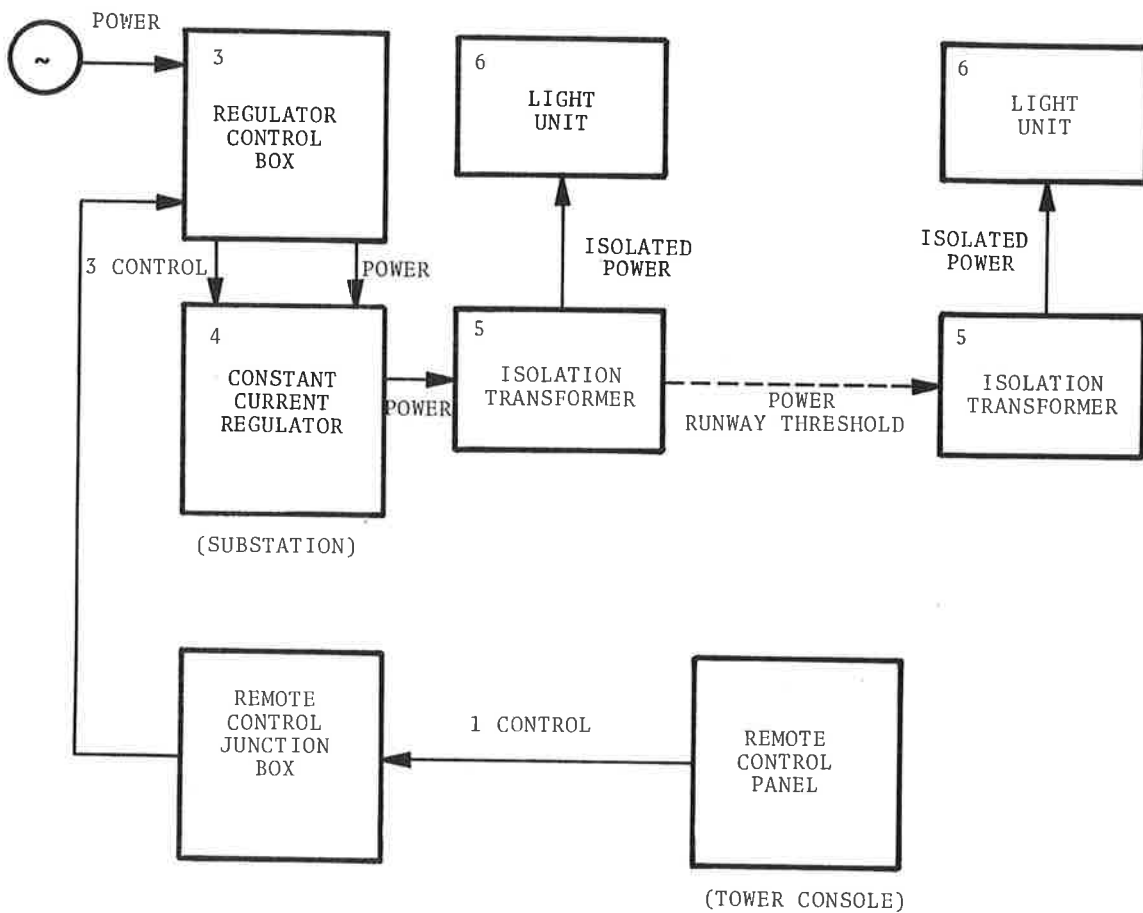 POWER
~
3
REGULATOR
CONTROL
BOX
6
LIGHT
UNIT
6
LIGHT
UNIT
3 CONTROL
POWER
ISOLATED
POWER
ISOLATED
POWER
4
CONSTANT
CURRENT
REGULATOR
POWER
5
ISOLATION
TRANSFORMER
POWER
RUNWAY THRESHOLD
5
ISOLATION
TRANSFORMER
(SUBSTATION)
REMOTE
CONTROL
JUNCTION
BOX
1 CONTROL
REMOTE
CONTROL
PANEL
(TOWER CONSOLE)